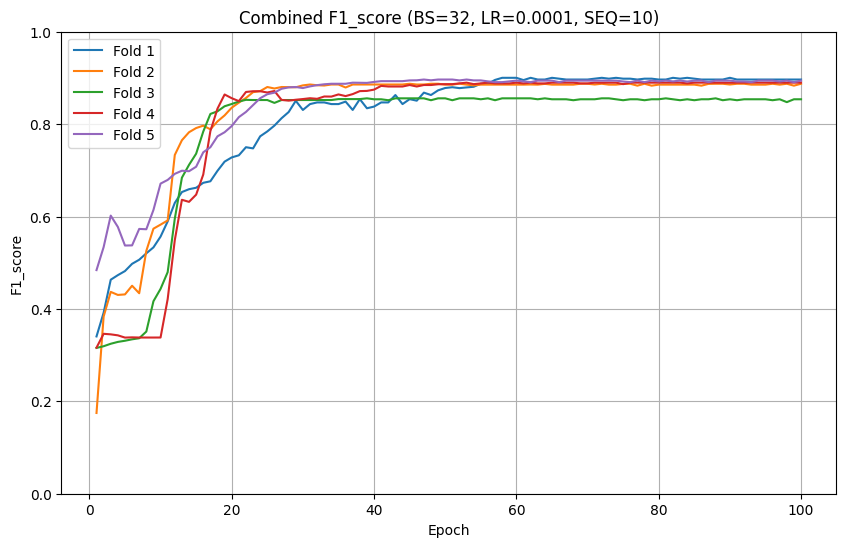 Combined F1_score (BS=32, LR=0.0001, SEQ=10)
Fold 1
Fold 2
Fold 3
Fold 4
Fold 5
1.0
0.8
0.6
0.4
0.2
0.0
F1_score
0 20 40 60 80 100
Epoch